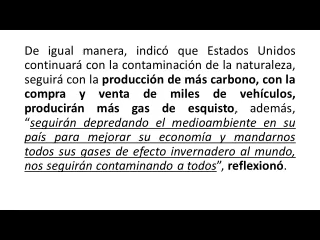 De igual manera, indicó que Estados Unidos
continuará con la contaminación de la naturaleza,
seguirá con la producción de más carbono, con la
compra y venta de miles de vehículos,
producirán más gas de esquisto, además,
“seguirán depredando el medioambiente en su
país para mejorar su economía y mandarnos
todos sus gases de efecto invernadero al mundo,
nos seguirán contaminando a todos”, reflexionó.